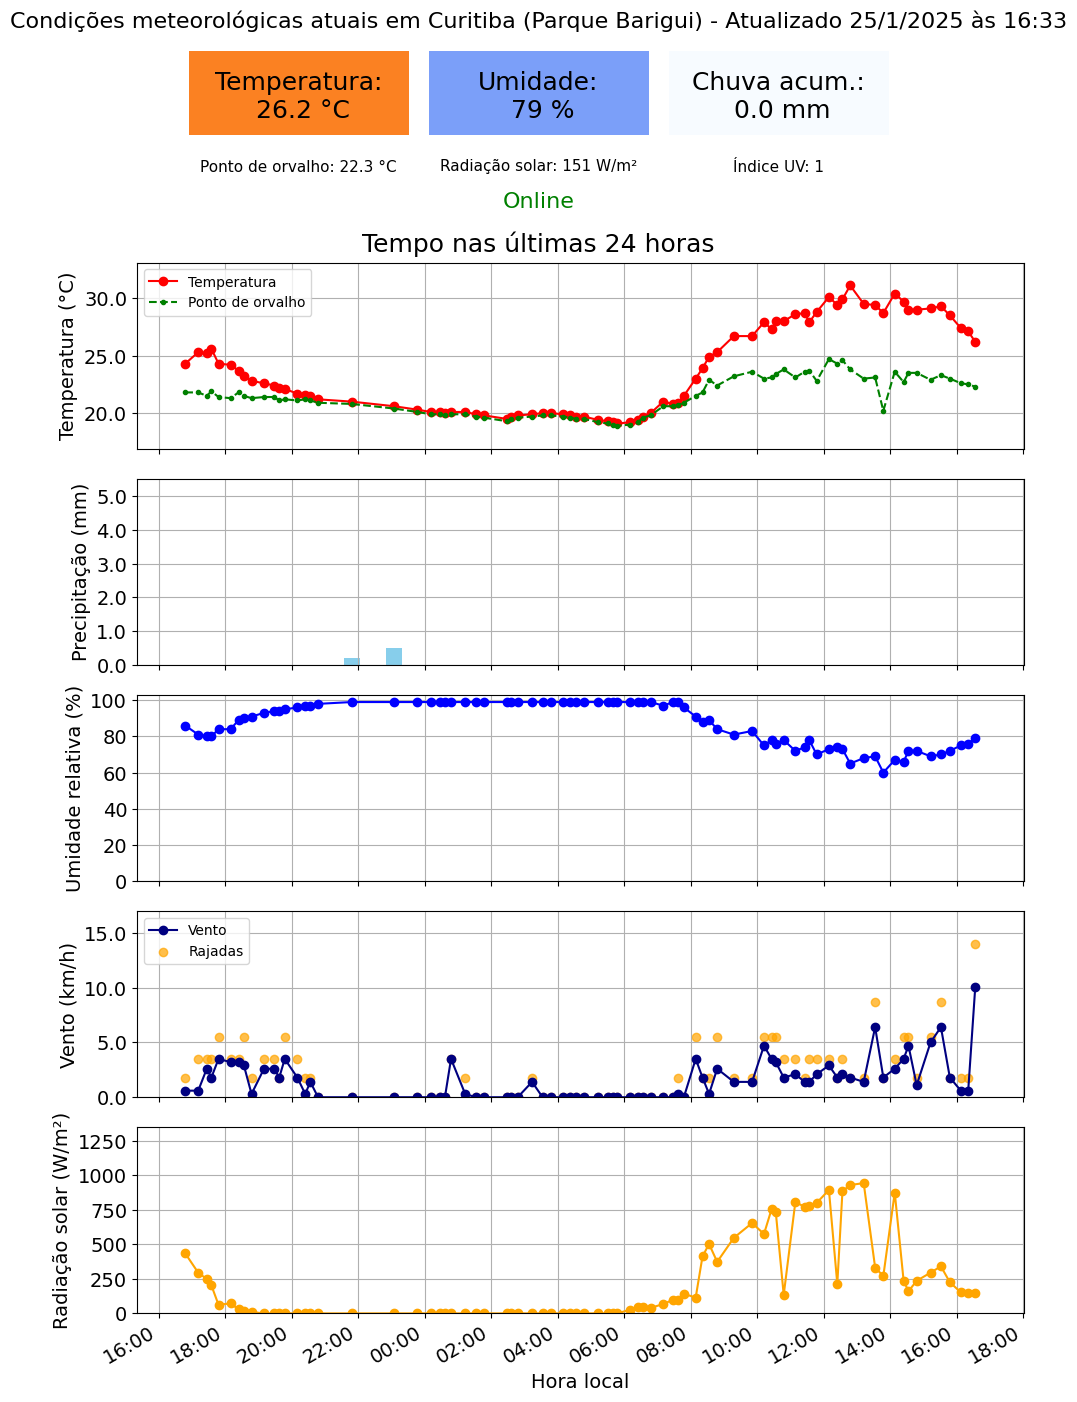 Condições meteorológicas atuais em Curitiba (Parque Barigui) - Atualizado 25/1/2025 às 16:33
Temperatura:
26.2 °C
Umidade:
79 %
Chuva acum.:
0.0 mm
Ponto de orvalho: 22.3 °C
Radiação solar: 151 W/m²
Índice UV: 1
Online
Tempo nas últimas 24 horas
Temperatura (°C)
30.0
25.0
20.0
Temperatura
Ponto de orvalho
Precipitação (mm)
5.0
4.0
3.0
2.0
1.0
0.0
Umidade relativa (%)
100
80
60
40
20
0
Vento (km/h)
15.0
10.0
5.0
0.0
Vento
Rajadas
Radiação solar (W/m²)
1250
1000
750
500
250
0
16:00 18:00 20:00 22:00 00:00 02:00 04:00 06:00 08:00 10:00 12:00 14:00 16:00 18:00
Hora local